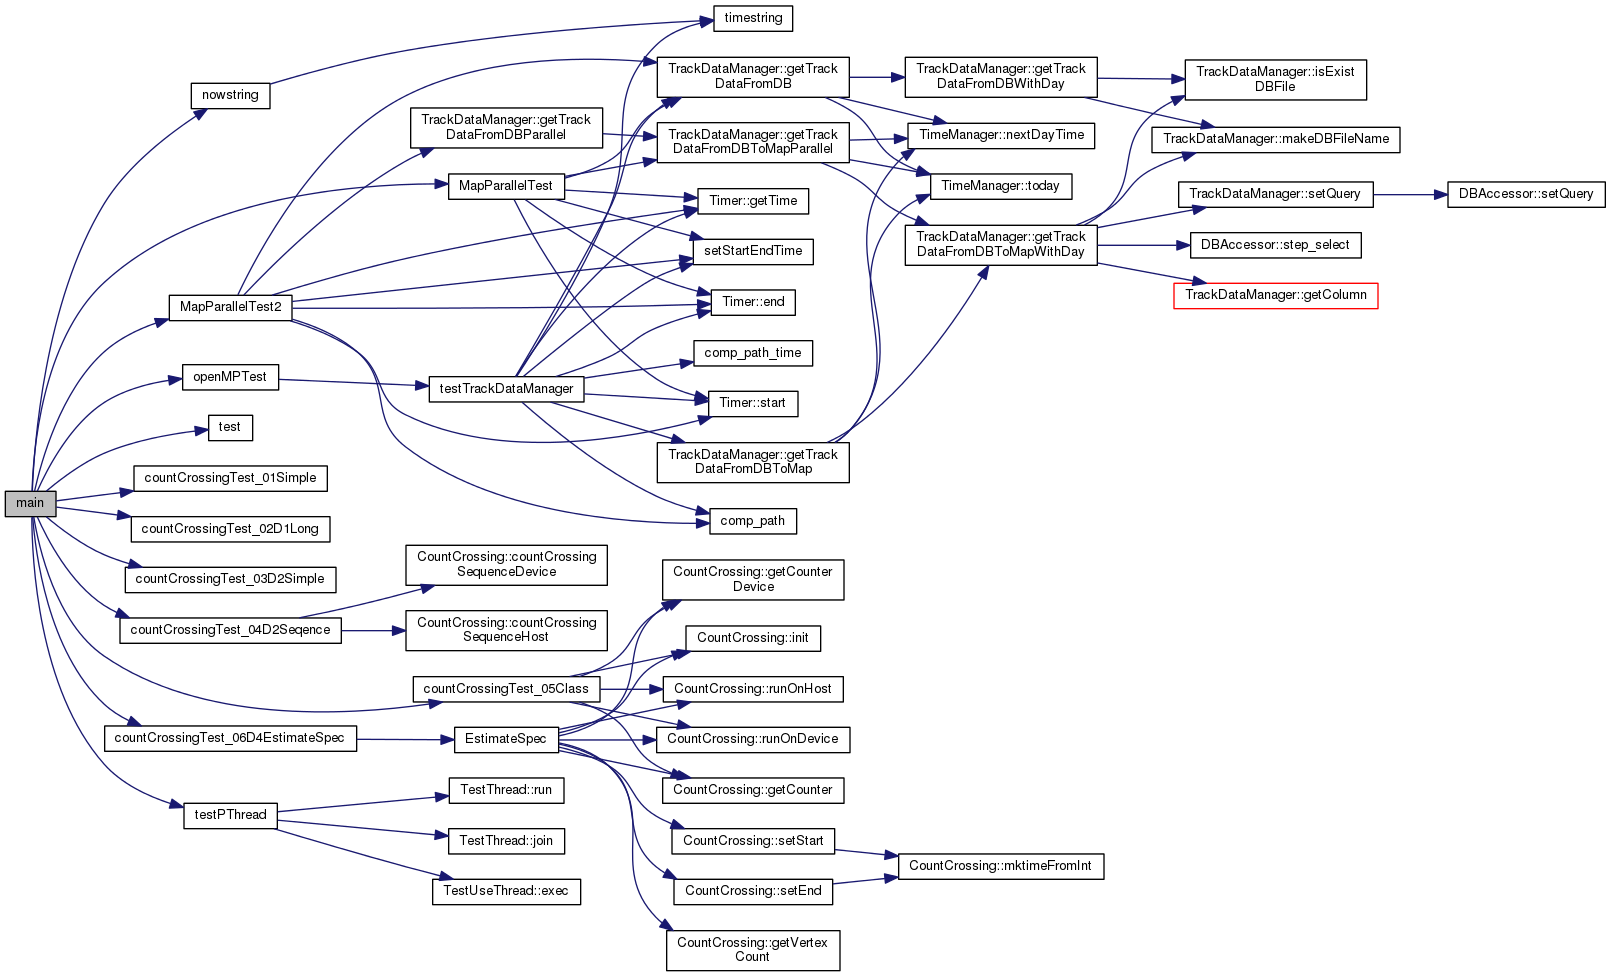 timestring
TrackDataManager::getTrack
DataFromDB
TrackDataManager::getTrack
DataFromDBWithDay
TrackDataManager::isExist
DBFile
nowstring
TrackDataManager::getTrack
DataFromDBParallel
TrackDataManager::getTrack
DataFromDBToMapParallel
TimeManager::nextDayTime
TrackDataManager::makeDBFileName
MapParallelTest
TimeManager::today
TrackDataManager::setQuery
DBAccessor::setQuery
Timer::getTime
TrackDataManager::getTrack
DataFromDBToMapWithDay
DBAccessor::step_select
setStartEndTime
TrackDataManager::getColumn
MapParallelTest2
Timer::end
comp_path_time
openMPTest
testTrackDataManager
Timer::start
test
TrackDataManager::getTrack
DataFromDBToMap
countCrossingTest_01Simple
main
comp_path
countCrossingTest_02D1Long
CountCrossing::countCrossing
SequenceDevice
countCrossingTest_03D2Simple
CountCrossing::getCounter
Device
countCrossingTest_04D2Seqence
CountCrossing::countCrossing
SequenceHost
CountCrossing::init
countCrossingTest_05Class
CountCrossing::runOnHost
countCrossingTest_06D4EstimateSpec
EstimateSpec
CountCrossing::runOnDevice
TestThread::run
CountCrossing::getCounter
testPThread
TestThread::join
CountCrossing::setStart
CountCrossing::mktimeFromInt
TestUseThread::exec
CountCrossing::setEnd
CountCrossing::getVertex
Count